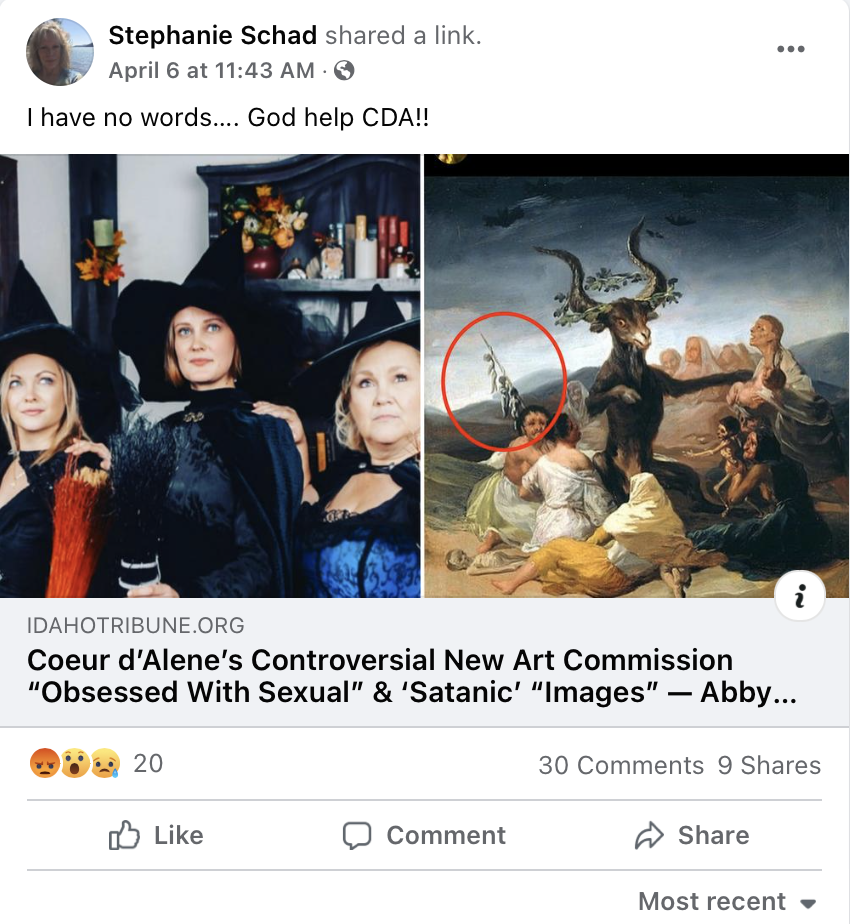 Stephanie Schad shared a link.
April 6 at 11:43 AM ·
I have no words.... God help CDA!!
i
IDAHOTRIBUNE.ORG
Coeur d’Alene’s Controversial New Art Commission
“Obsessed With Sexual” & ‘Satanic’ “Images” — Abby...
20
30 Comments 9 Shares
Like
Comment
Share
Most recent